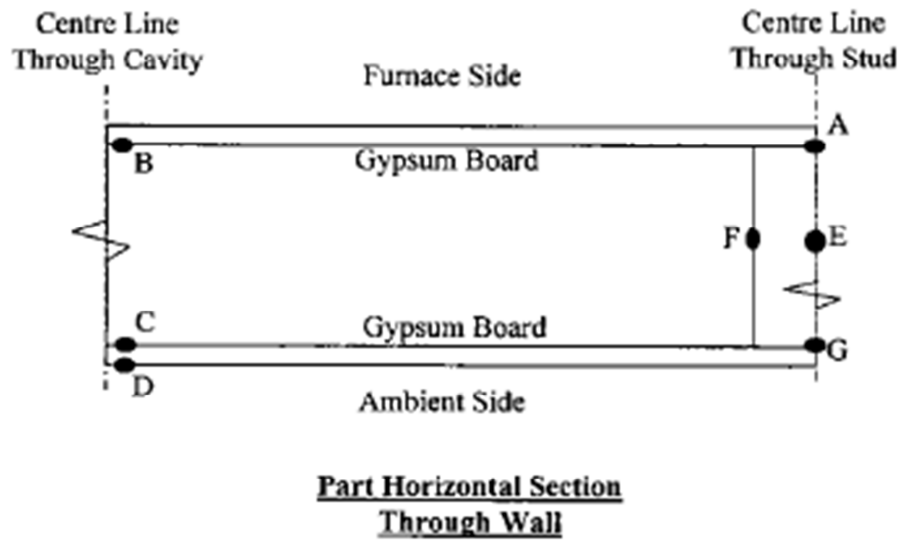 Centre Line
Through Cavity
Centre Line
Through Stud
Furnace Side
A
B
Gypsum Board
F
E
C
Gypsum Board
G
D
Ambient Side
Part Horizontal Section
Through Wall